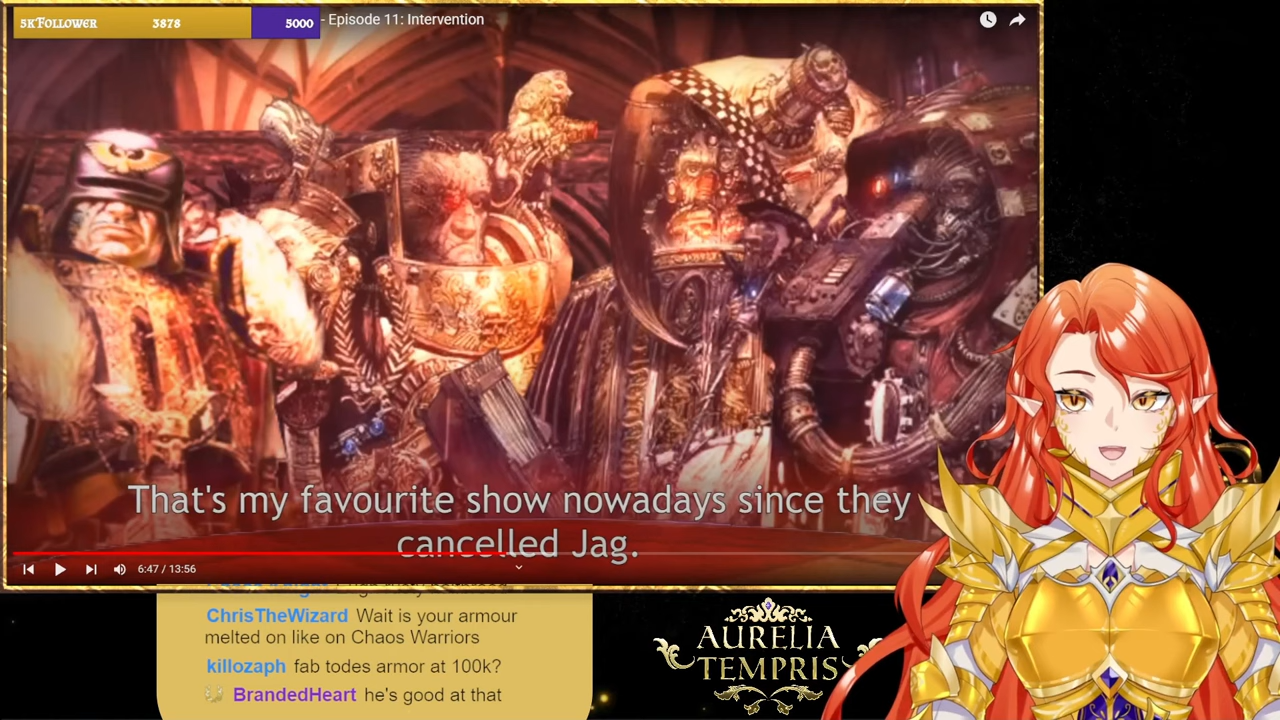 5KFOLLOWER 3878 5000 - Episode 11: Intervention
That's my favourite show nowadays since they
cancelled Jag.
6:47 / 13:56
ChrisTheWizard Wait is your armour
melted on like on Chaos Warriors
killozaph fab todes armor at 100k?
BrandedHeart he's good at that
AURELIA
TEMPRIS